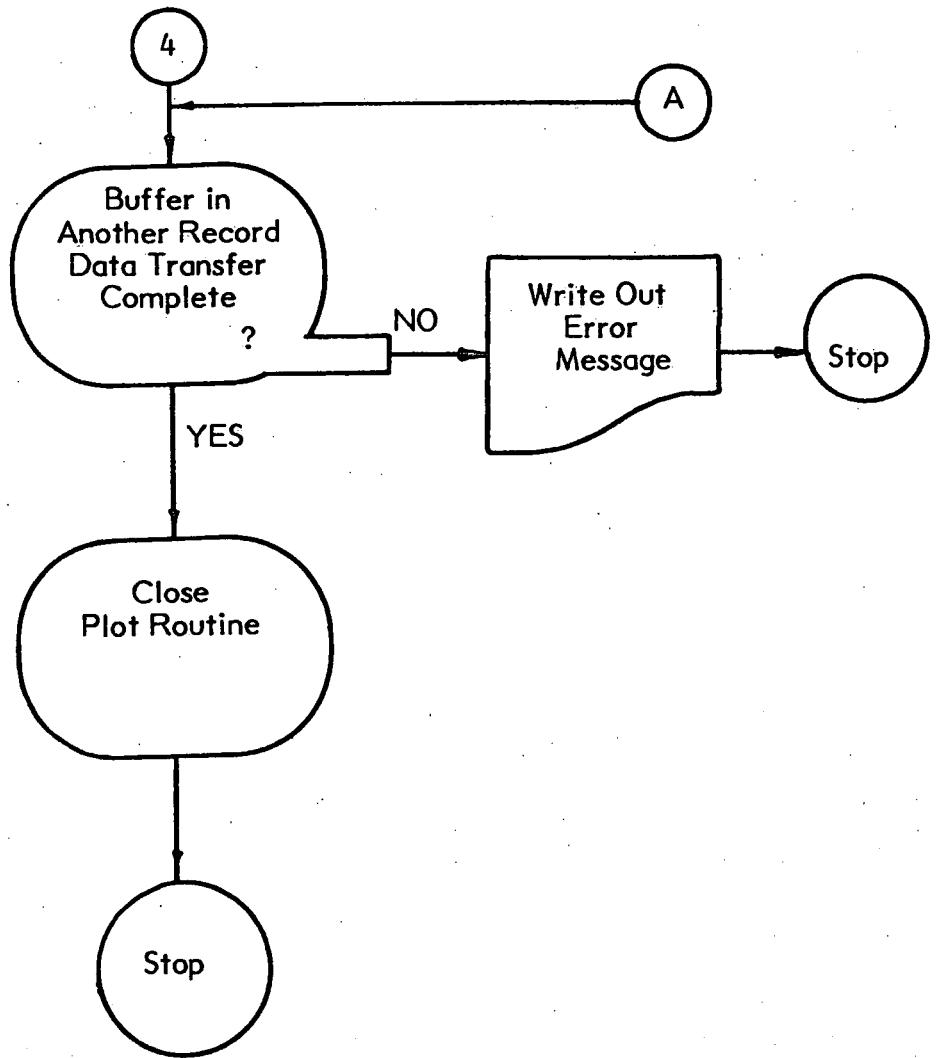 4
A
Buffer in
Another Record
Data Transfer
Complete
?
NO
Write Out
Error
Message
Stop
YES
Close
Plot Routine
Stop